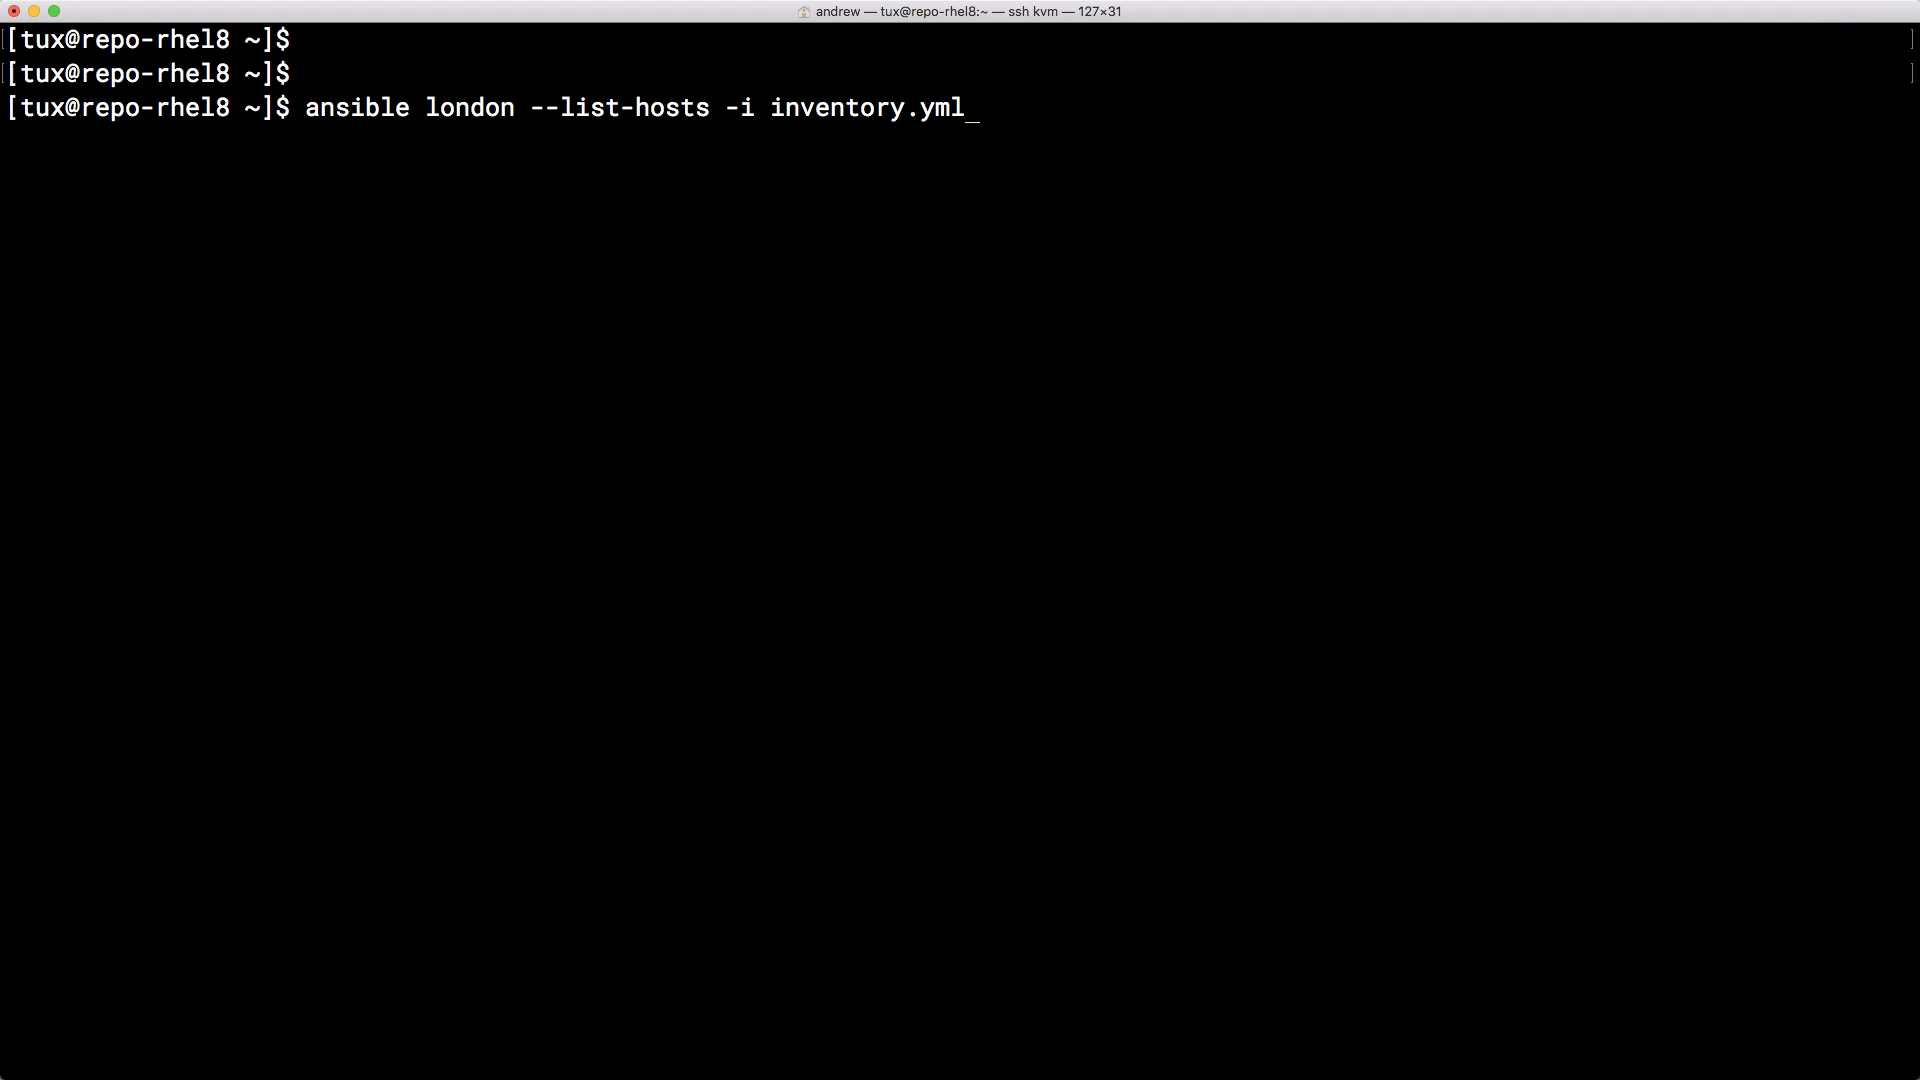 andrew — tux@repo-rhel8:~ — ssh kvm — 127×31
[tux@repo-rhel8 ~]$
[tux@repo-rhel8 ~]$
[tux@repo-rhel8 ~]$ ansible london --list-hosts -i inventory.yml